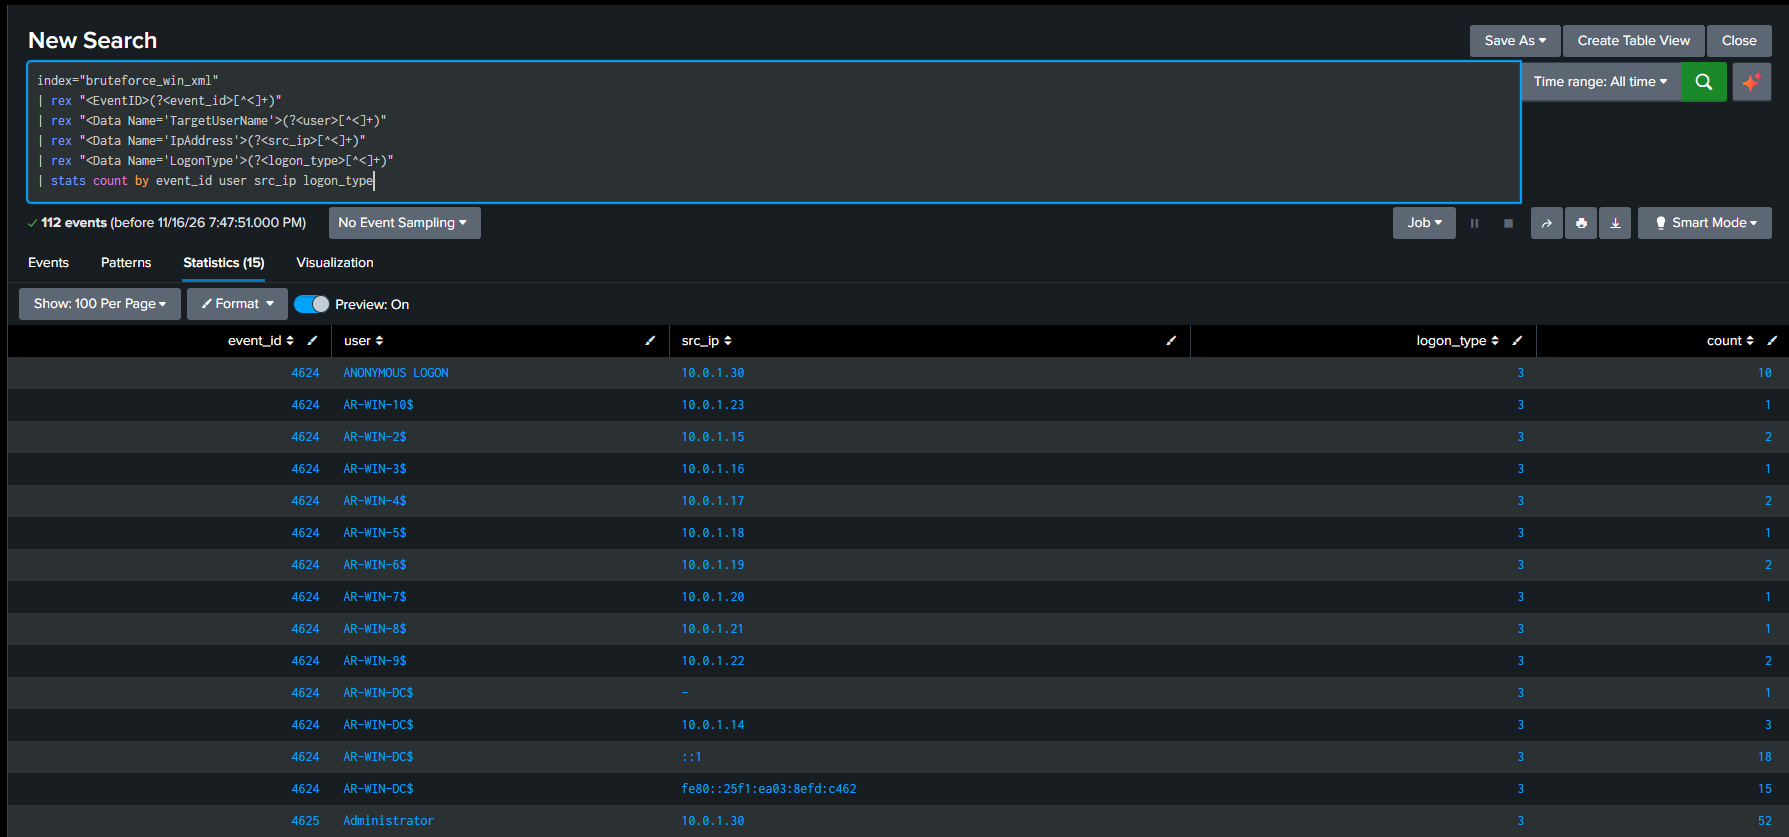 New Search
Save As
Create Table View
Close
index="bruteforce_win_xml"
| rex "<EventID>(?<event_id>[^<]+)"
| rex "<Data Name='TargetUserName'>(?<user>[^<]+)"
| rex "<Data Name='IpAddress'>(?<src_ip>[^<]+)"
| rex "<Data Name='LogonType'>(?<logon_type>[^<]+)"
| stats count by event_id user src_ip logon_type
Time range: All time
112 events (before 11/16/26 7:47:51.000 PM)
No Event Sampling
Job
Smart Mode
Events
Patterns
Statistics (15)
Visualization
Show: 100 Per Page
Format
Preview: On
event_id user src_ip logon_type count
4624 ANONYMOUS LOGON 10.0.1.30 3 10
4624 AR-WIN-10$ 10.0.1.23 3 1
4624 AR-WIN-2$ 10.0.1.15 3 2
4624 AR-WIN-3$ 10.0.1.16 3 1
4624 AR-WIN-4$ 10.0.1.17 3 2
4624 AR-WIN-5$ 10.0.1.18 3 1
4624 AR-WIN-6$ 10.0.1.19 3 2
4624 AR-WIN-7$ 10.0.1.20 3 1
4624 AR-WIN-8$ 10.0.1.21 3 1
4624 AR-WIN-9$ 10.0.1.22 3 2
4624 AR-WIN-DC$ - 3 1
4624 AR-WIN-DC$ 10.0.1.14 3 3
4624 AR-WIN-DC$ ::1 3 18
4624 AR-WIN-DC$ fe80::25f1:ea03:8efd:c462 3 15
4625 Administrator 10.0.1.30 3 52